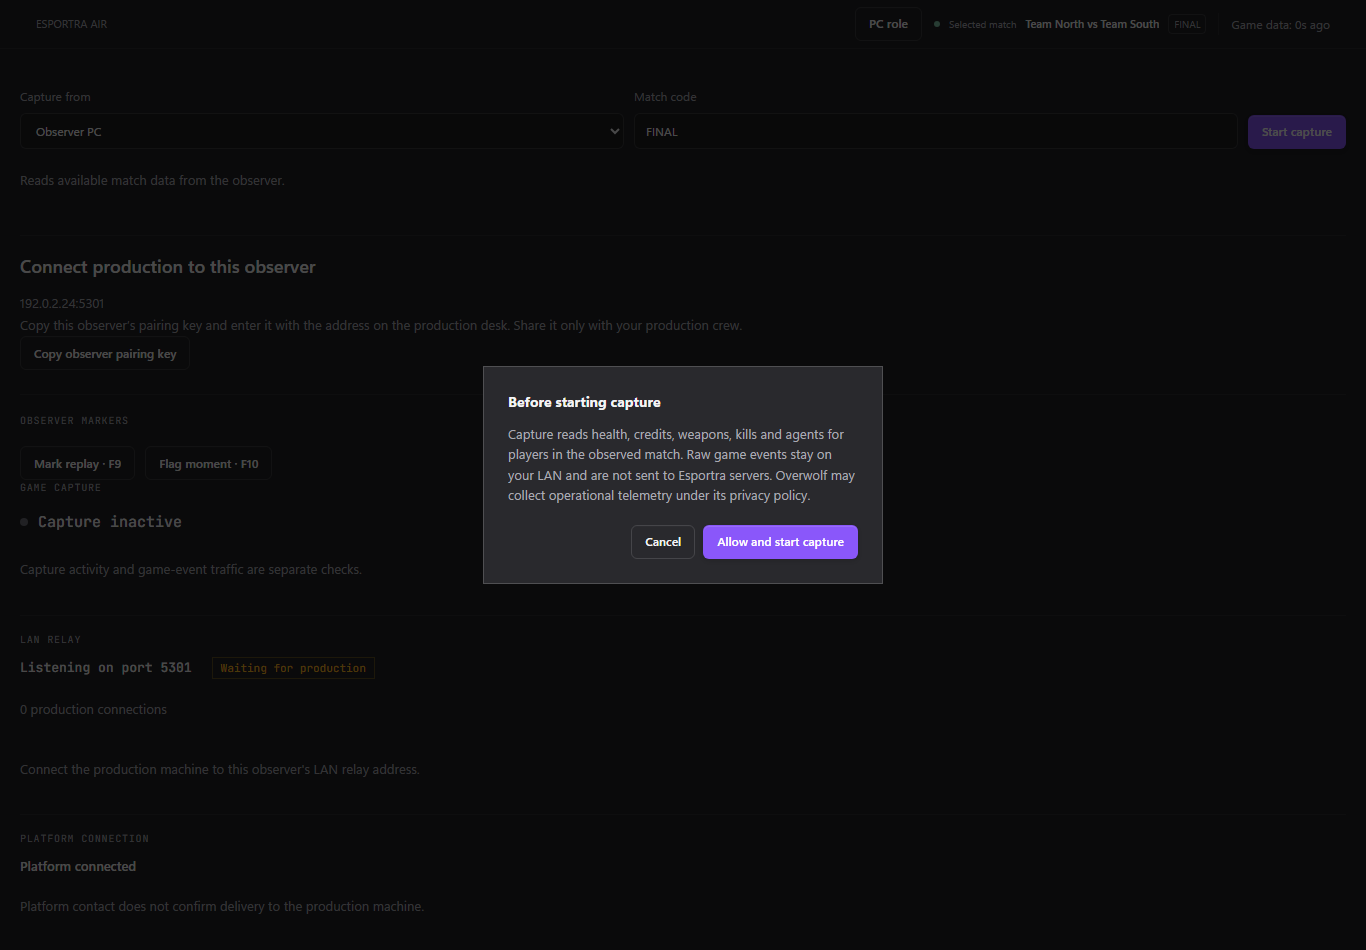 ESPORTRA AIR
PC role
Selected match Team North vs Team South FINAL
Game data: 0s ago
Capture from
Match code
Observer PC
FINAL
Start capture
Reads available match data from the observer.
Connect production to this observer
192.0.2.24:5301
Copy this observer's pairing key and enter it with the address on the production desk. Share it only with your production crew.
Copy observer pairing key
Before starting capture
Capture reads health, credits, weapons, kills and agents for
players in the observed match. Raw game events stay on
your LAN and are not sent to Esportra servers. Overwolf may
collect operational telemetry under its privacy policy.
Cancel
Allow and start capture
OBSERVER MARKERS
Mark replay · F9
Flag moment · F10
GAME CAPTURE
Capture inactive
Capture activity and game-event traffic are separate checks.
LAN RELAY
Listening on port 5301
Waiting for production
0 production connections
Connect the production machine to this observer's LAN relay address.
PLATFORM CONNECTION
Platform connected
Platform contact does not confirm delivery to the production machine.